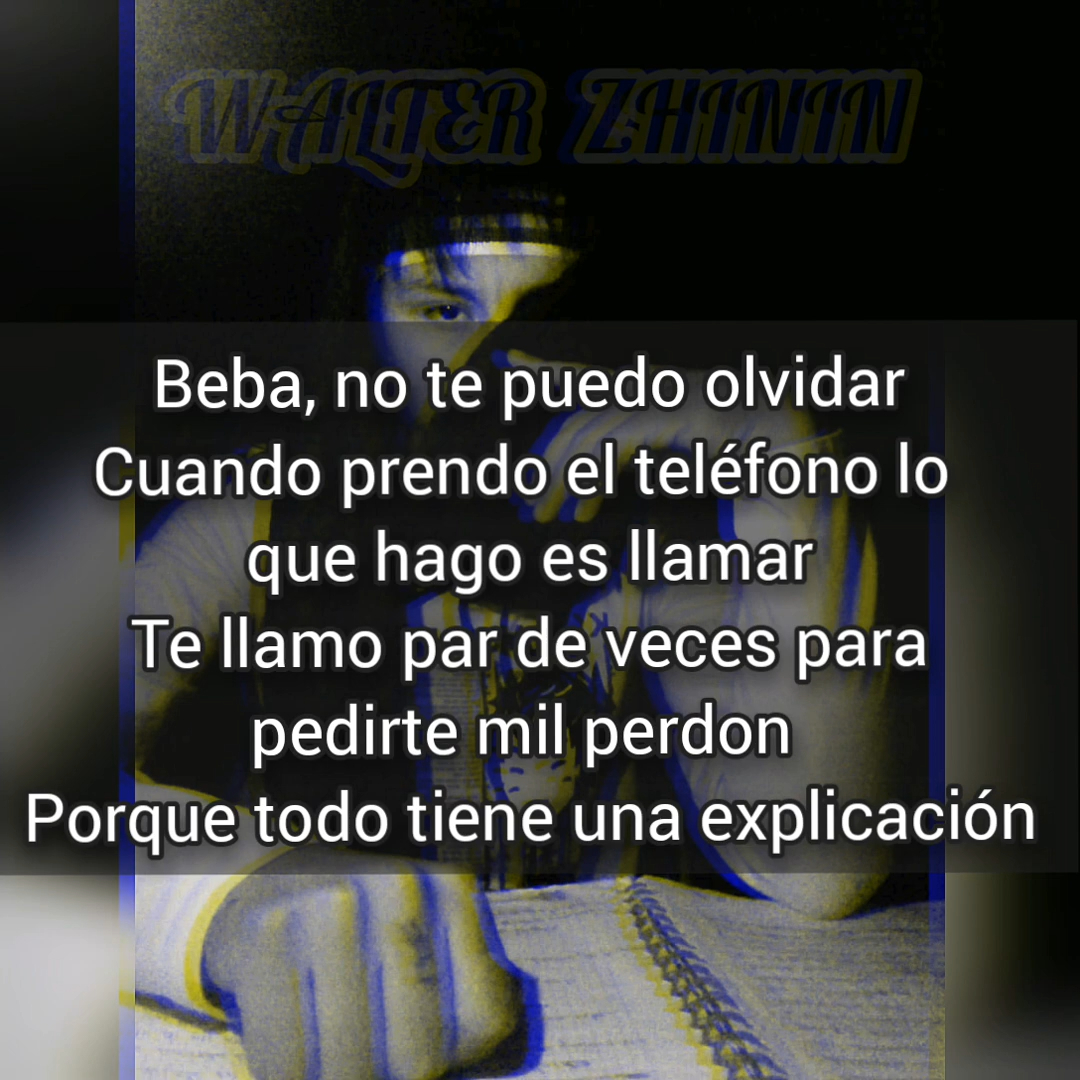 WALTER ZHININ
Beba, no te puedo olvidar
Cuando prendo el teléfono lo
que hago es llamar
Te llamo par de veces para
pedirte mil perdon
Porque todo tiene una explicación